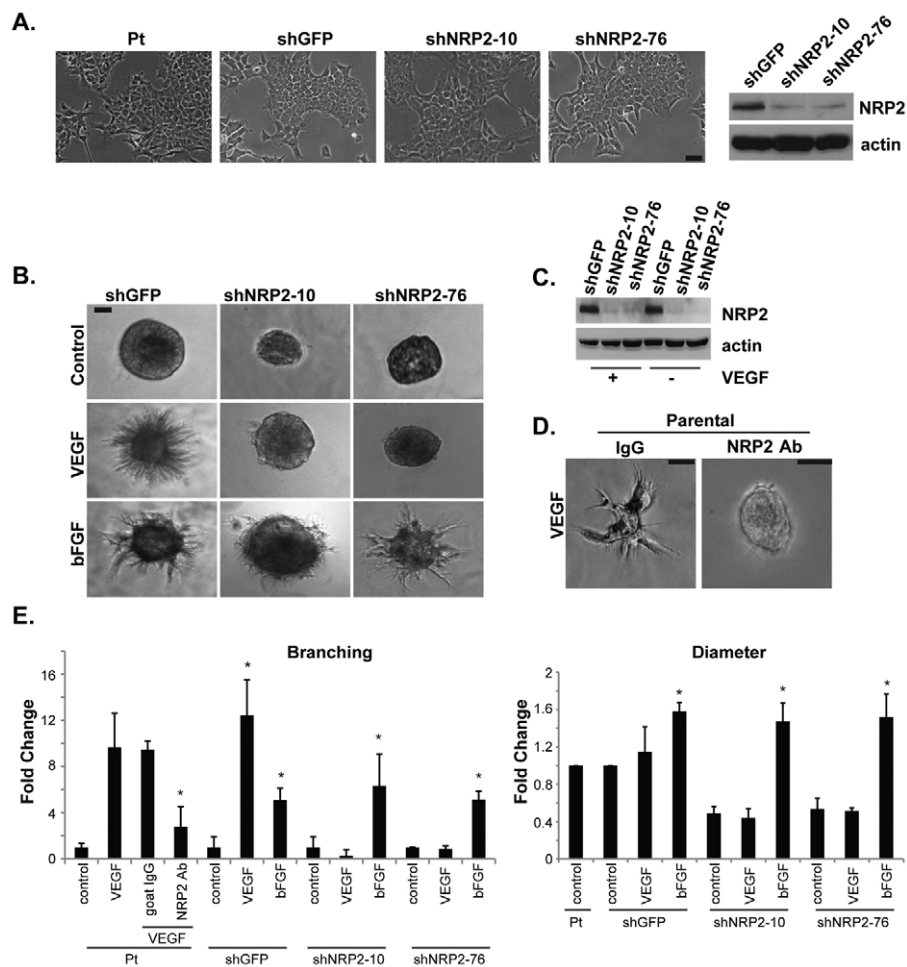 A.
Pt shGFP shNRP2-10 shNRP2-76
shGFP
shNRP2-10
shNRP2-76
NRP2
actin
B.
shGFP shNRP2-10 shNRP2-76
Control
VEGF
bFGF
C.
shGFP
shNRP2-10
shNRP2-76
shGFP
shNRP2-10
shNRP2-76
NRP2
actin
+ - VEGF
D.
Parental
IgG NRP2 Ab
VEGF
E.
Branching
Fold Change
16
12
8
4
0
control
VEGF
goat IgG
NRP2 Ab
control
VEGF
bFGF
control
VEGF
bFGF
control
VEGF
bFGF
* * * * *
VEGF
Pt shGFP shNRP2-10 shNRP2-76
Diameter
Fold Change
2
1.6
1.2
0.8
0.4
0
* * *
control
control
VEGF
bFGF
control
VEGF
bFGF
control
VEGF
bFGF
Pt shGFP shNRP2-10 shNRP2-76